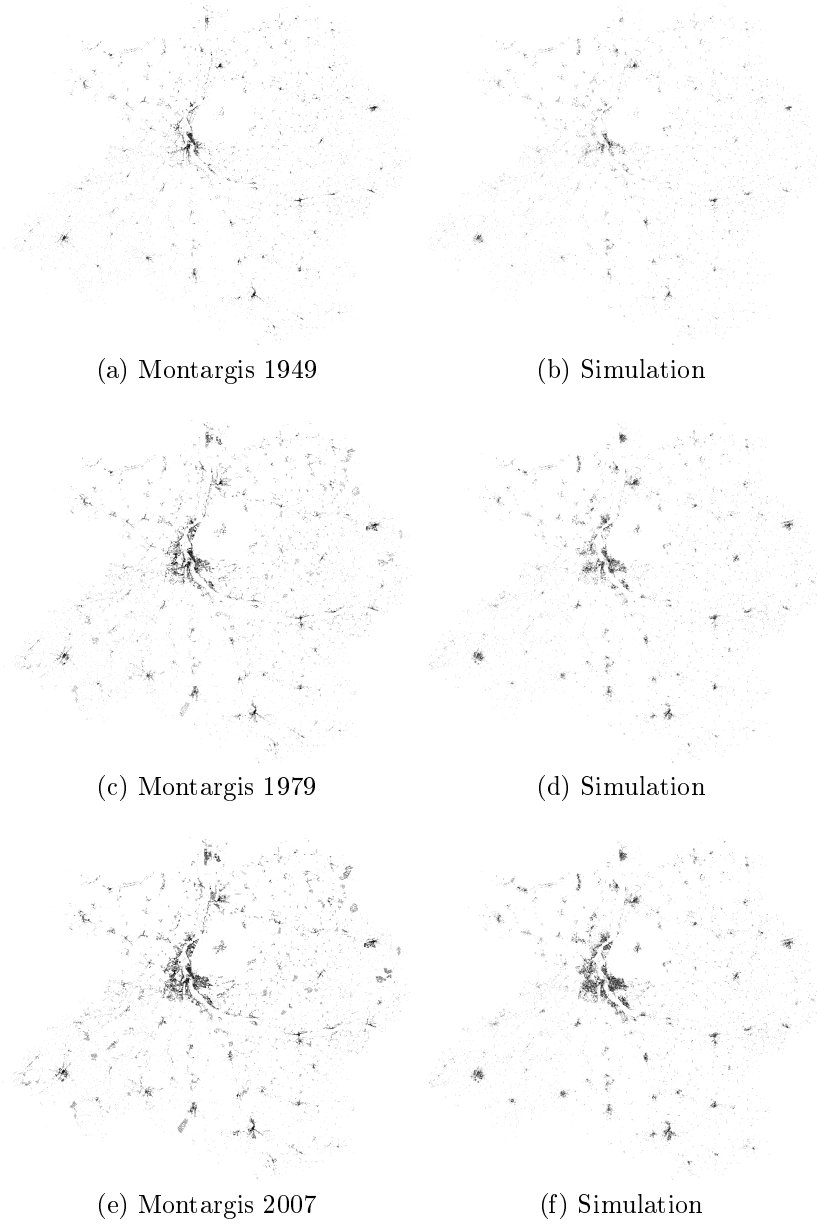 (a) Montargis 1949
(b) Simulation
(c) Montargis 1979
(d) Simulation
(e) Montargis 2007
(f) Simulation